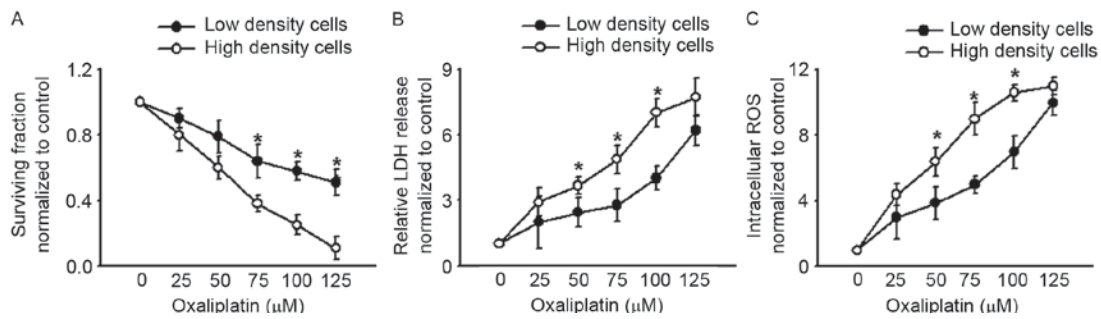 A
Low density cells
High density cells
Surviving fraction
normalized to control
1.2
0.8
0.4
0.0
*
*
*
0 25 50 75 100 125
Oxaliplatin (μM)
B
Low density cells
High density cells
Relative LDH release
normalized to control
9
6
3
0
*
*
*
0 25 50 75 100 125
Oxaliplatin (μM)
C
Low density cells
High density cells
Intracellular ROS
normalized to control
12
8
4
0
*
*
*
0 25 50 75 100 125
Oxaliplatin (μM)